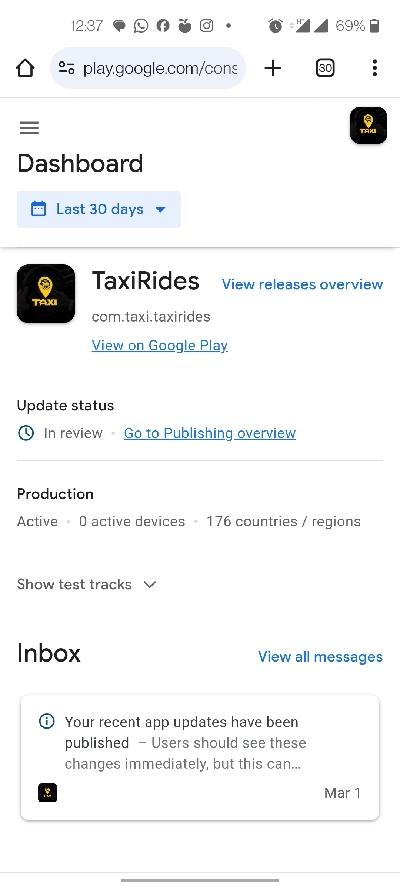 12:37
69%
play.google.com/cons
30
TAXI
Dashboard
Last 30 days
TaxiRides
View releases overview
TAXI
com.taxi.taxirides
View on Google Play
Update status
In review · Go to Publishing overview
Production
Active · 0 active devices · 176 countries / regions
Show test tracks
Inbox
View all messages
Your recent app updates have been
published – Users should see these
changes immediately, but this can...
Mar 1